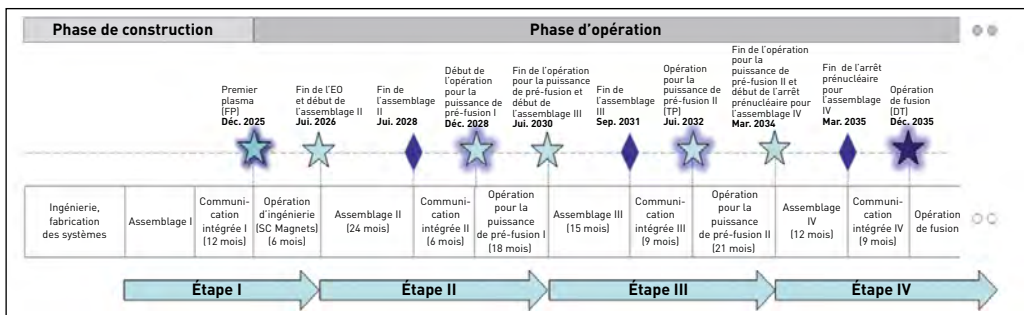 Phase de construction
Phase d'opération
Premier
plasma
(FP)
Déc. 2025
Fin de l'EO
et début de
l'assemblage II
Jui. 2026
Fin de
l'assemblage
II
Jui. 2028
Début de
l'opération
pour la
puissance de
pré-fusion I
Déc. 2028
Fin de l'opération
pour la puissance
de pré-fusion et
début de
l'assemblage III
Jui. 2030
Fin de
l'assemblage
III
Sep. 2031
Opération
pour la
puissance de
pré-fusion II
(TP)
Jui. 2032
Fin de l'opération
pour la
puissance de
pré-fusion II et
début de l'arrêt
prénucléaire pour
l'assemblage IV
Mar. 2034
Fin de l'arrêt
prénucléaire
pour
l'assemblage
IV
Mar. 2035
Opération
de fusion
(DT)
Déc. 2035
Ingénierie,
fabrication
des systèmes
Assemblage I
Communi-
cation
intégrée I
(12 mois)
Opération
d'ingénierie
(SC Magnets)
(6 mois)
Assemblage II
(24 mois)
Communi-
cation
intégrée II
(6 mois)
Opération
pour la
puissance
de pré-fusion I
(18 mois)
Assemblage III
(15 mois)
Communi-
cation
intégrée III
(9 mois)
Opération
pour la
puissance
de pré-fusion II
(21 mois)
Assemblage
IV
(12 mois)
Communi-
cation
intégrée IV
(9 mois)
Opération
de fusion
Étape I
Étape II
Étape III
Étape IV